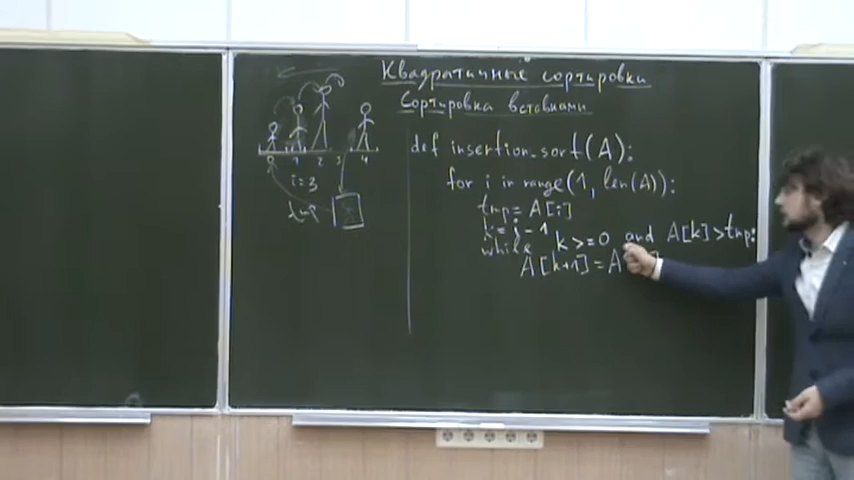 Квадратичные сортировки
Сортировка вставками
def insertion_sort(A):
for i in range(1, len(A)):
tmp = A[i]
k = i - 1
while k >= 0 and A[k] > tmp:
A[k+1] = A
0 1 2 3 4
i = 3
tmp